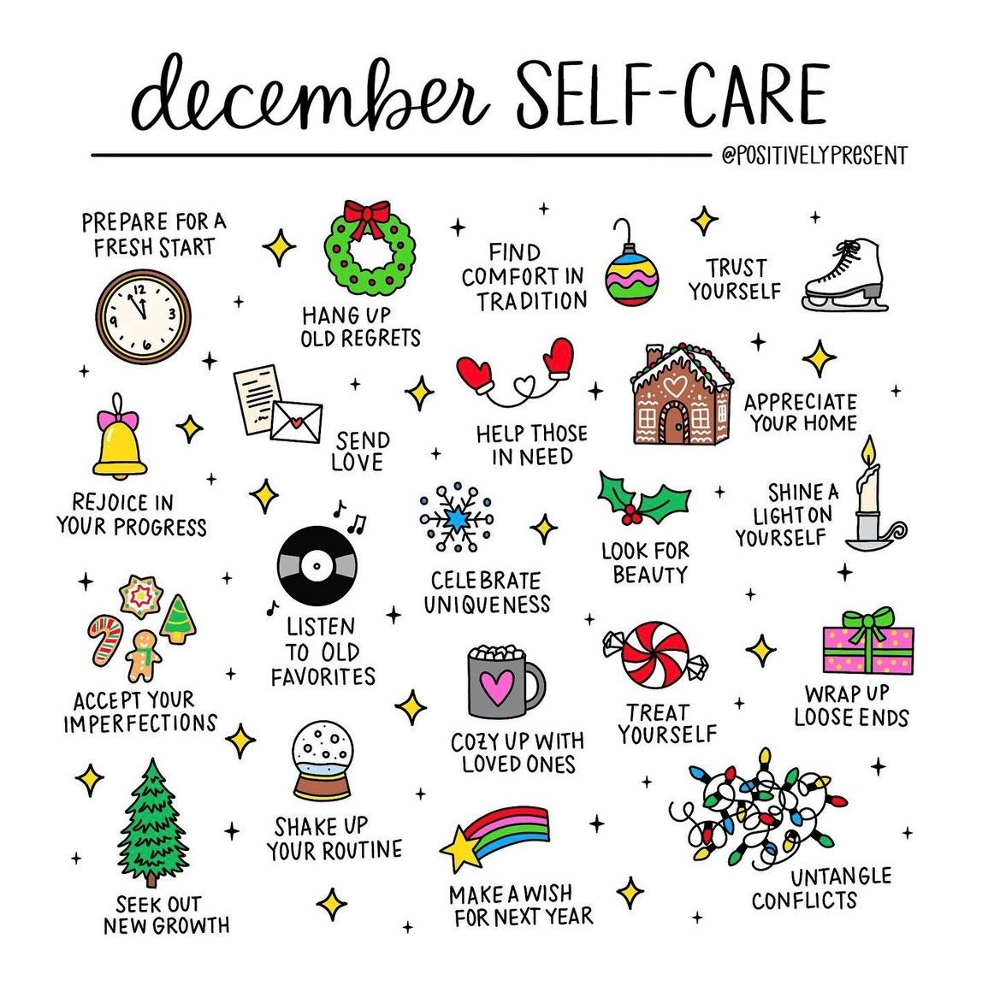 december SELF-CARE
@POSITIVELYPRESENT
PREPARE FOR A
FRESH START
12
3
6
9
HANG UP
OLD REGRETS
FIND
COMFORT IN
TRADITION
TRUST
YOURSELF
SEND
LOVE
HELP THOSE
IN NEED
APPRECIATE
YOUR HOME
REJOICE IN
YOUR PROGRESS
LISTEN
TO OLD
FAVORITES
CELEBRATE
UNIQUENESS
LOOK FOR
BEAUTY
SHINE A
LIGHT ON
YOURSELF
ACCEPT YOUR
IMPERFECTIONS
COZY UP WITH
LOVED ONES
TREAT
YOURSELF
WRAP UP
LOOSE ENDS
SEEK OUT
NEW GROWTH
SHAKE UP
YOUR ROUTINE
MAKE A WISH
FOR NEXT YEAR
UNTANGLE
CONFLICTS